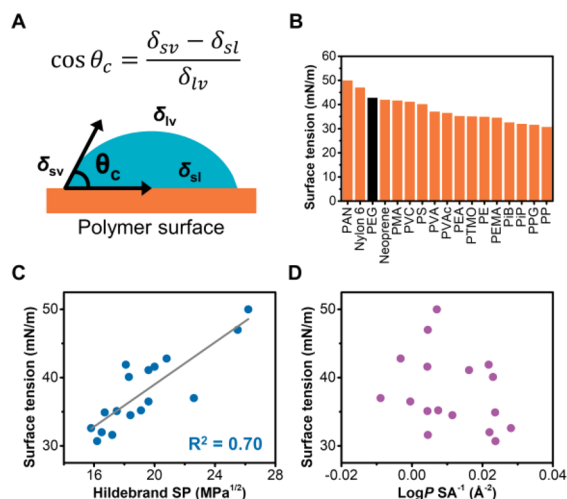 A
cos θc = δsv − δsl / δlv
δlv
δsv
θc
δsl
Polymer surface
B
Surface tension (mN/m)
60
50
40
30
20
10
0
PAN
Nylon 6
PEG
Neoprene
PMA
PVC
PS
PVA
PVAc
PEA
PTMO
PE
PEMA
PiB
PiP
PPG
PP
C
Surface tension (mN/m)
50
40
30
R² = 0.70
16 20 24 28
Hildebrand SP (MPa1/2)
D
Surface tension (mN/m)
50
40
30
-0.02 0.00 0.02 0.04
LogP SA⁻¹ (Å⁻²)